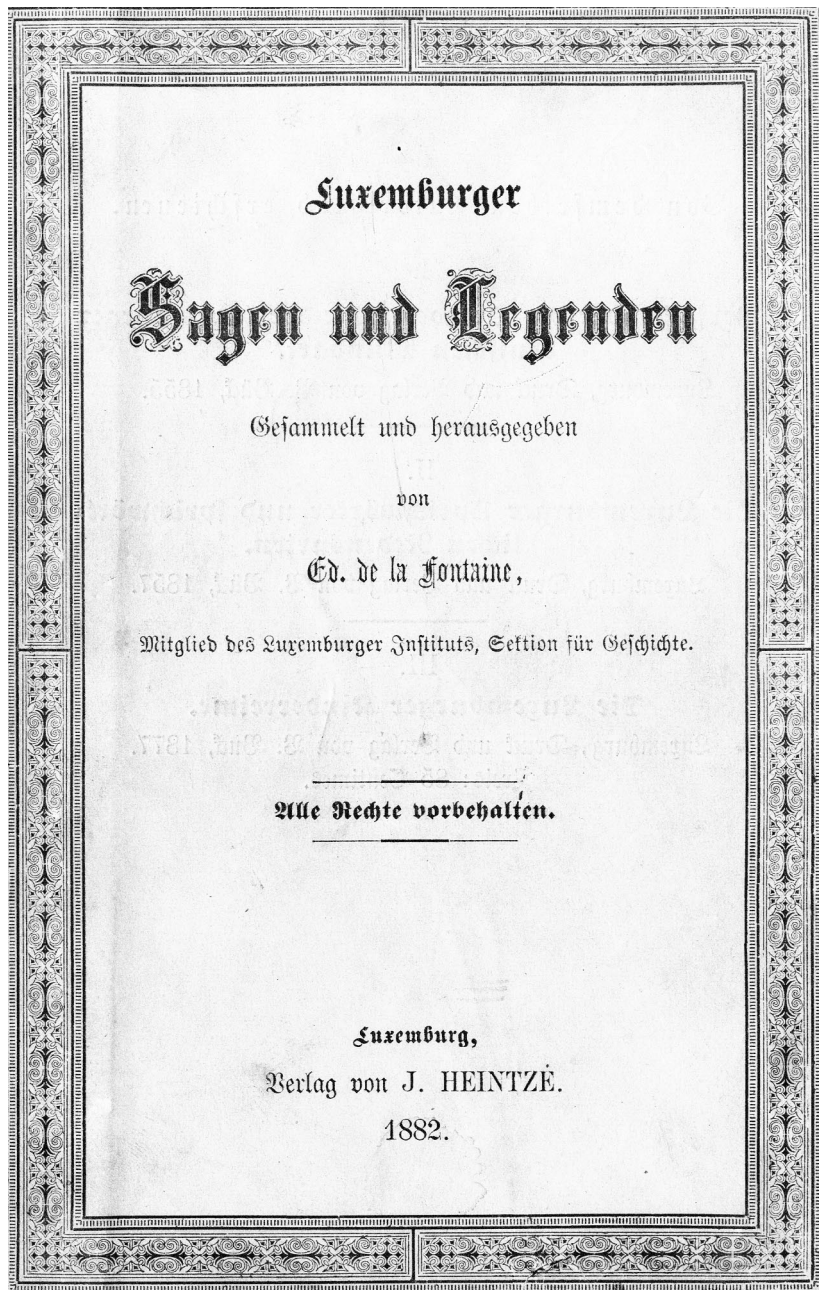 Luxemburger
Sagen und Legenden
Gesammelt und herausgegeben
von
Ed. de la Fontaine,
Mitglied des Luxemburger Instituts, Sektion für Geschichte.
Alle Rechte vorbehalten.
Luxemburg,
Verlag von J. HEINTZÉ.
1882.